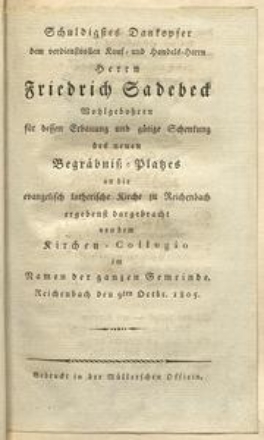 Schuldigstes Dankopfer
dem verdienstvollen Kauf- und Handels-Herrn
Herrn
Friedrich Sadebeck
Wohlgebohren
für dessen Erbauung und gütige Schenkung
des neuen
Begräbniß-Platzes
an die
evangelisch lutherische Kirche zu Reichenbach
ergebenst dargebracht
von dem
Kirchen-Collegio
im
Namen der ganzen Gemeinde.
Reichenbach den 9ten Octbr. 1805.
Gedruckt in der Müllerschen Officin.